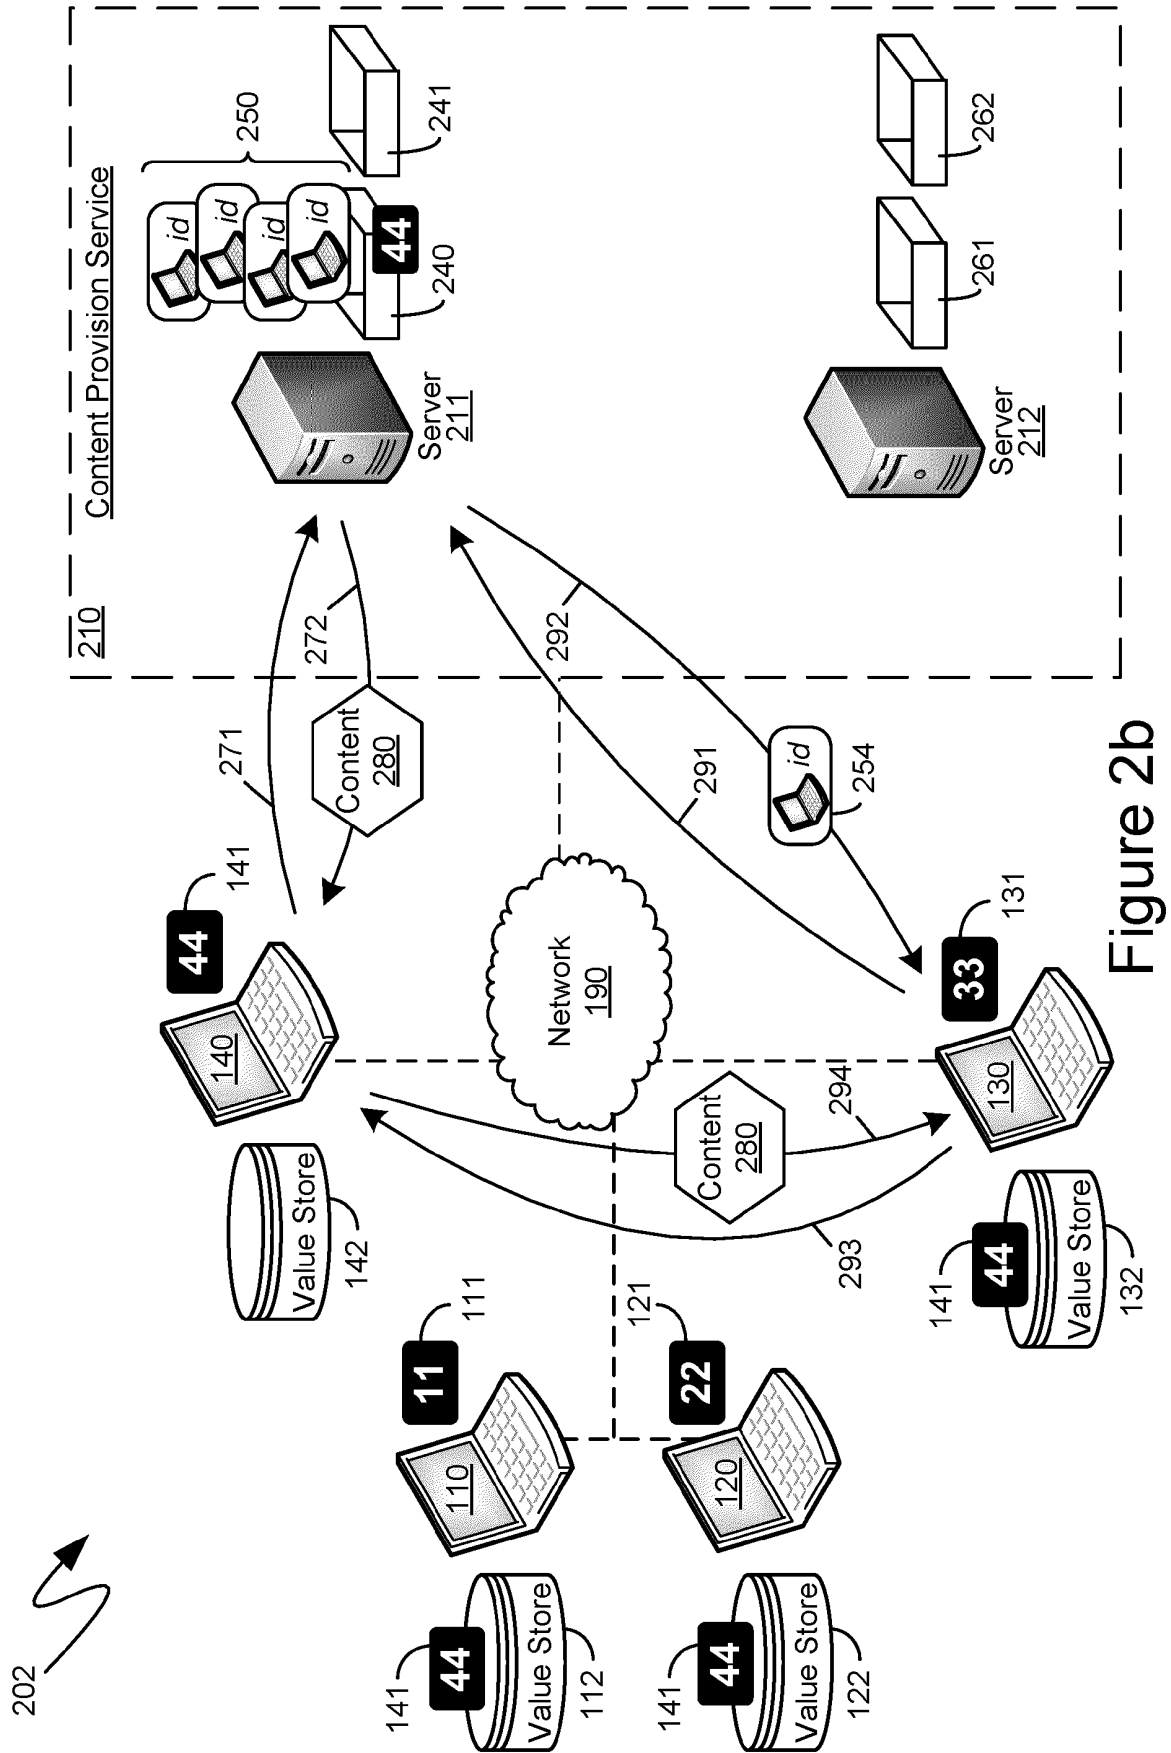 202
Content Provision Service
210
id
id
id
id
250
44
240
241
Server
211
261
262
Server
212
271
272
Content
280
291
292
id
254
44
141
140
Value Store
142
Network
190
33
131
130
293
294
Content
280
44
141
Value Store
132
11
111
110
44
141
Value Store
112
22
121
120
44
141
Value Store
122
Figure 2b